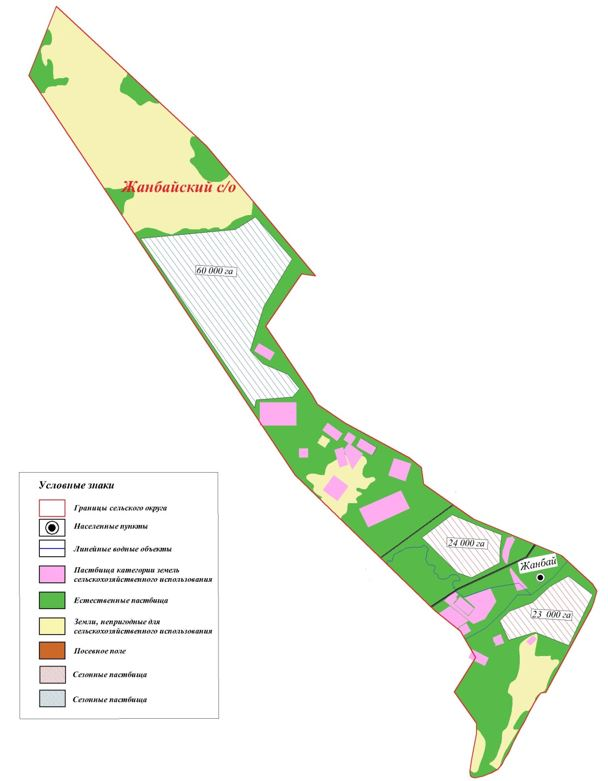 Жанбайский с/о
60 000 га
24 000 га
Жанбай
23 000 га
Условные знаки
Границы сельского округа
Населенные пункты
Линейные водные объекты
Пастбища категории земель
сельскохозяйственного использования
Естественные пастбища
Земли, непригодные для
сельскохозяйственного использования
Посевное поле
Сезонные пастбища
Сезонные пастбища